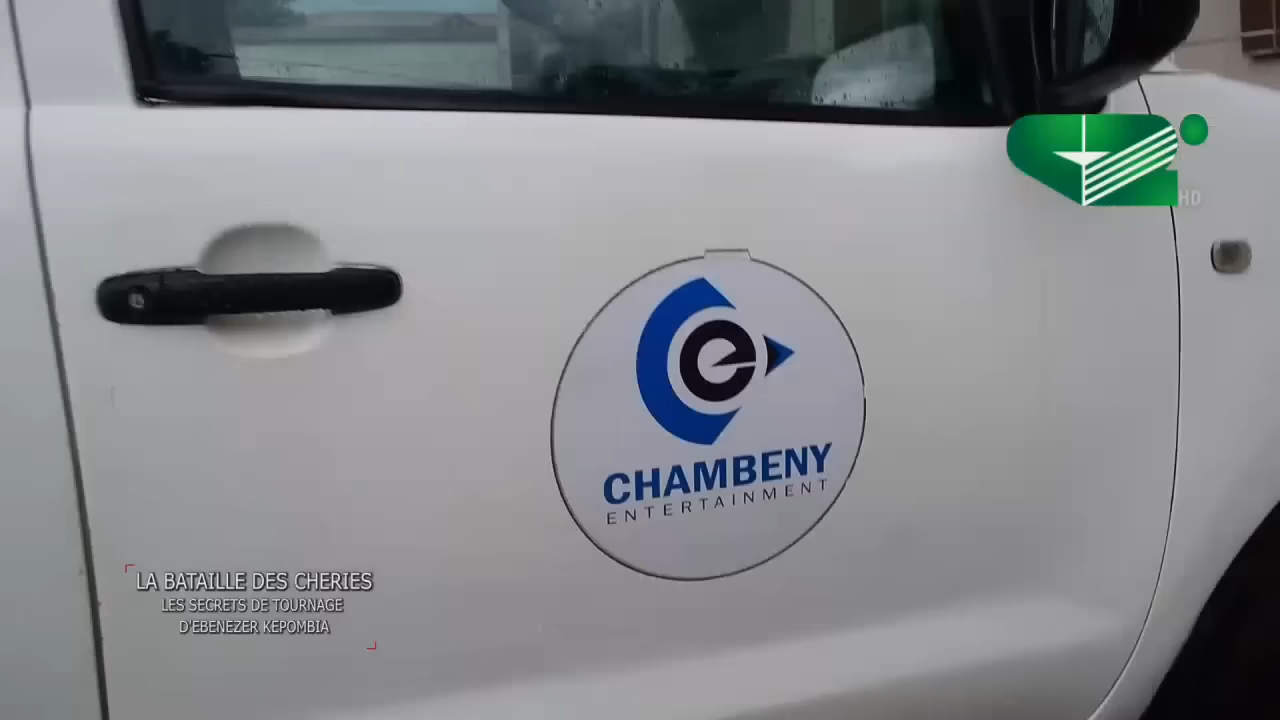 HD
CHAMBENY
ENTERTAINMENT
LA BATAILLE DES CHERIES
LES SECRETS DE TOURNAGE
D'EBENEZER KEPOMBIA